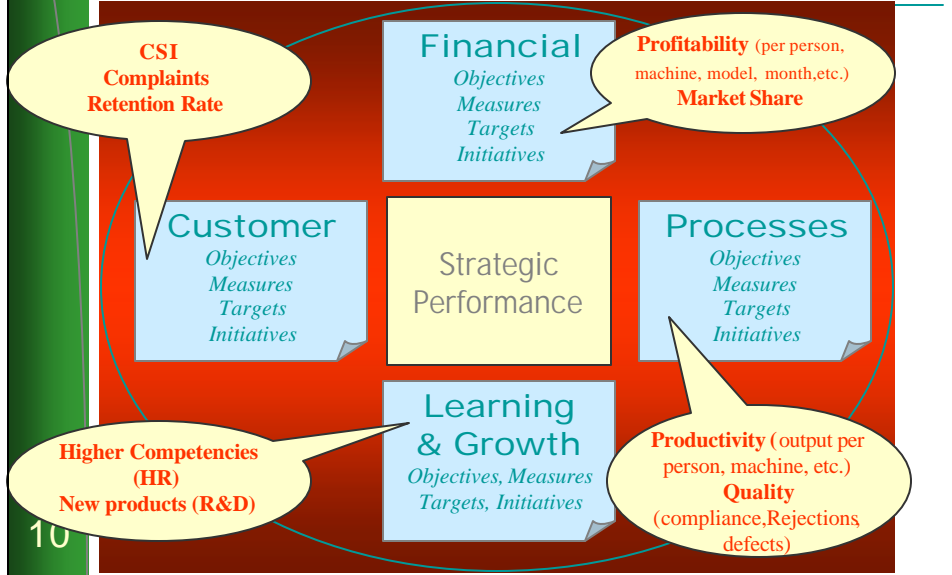 CSI
Complaints
Retention Rate
Financial
Objectives
Measures
Targets
Initiatives
Profitability (per person,
machine, model, month,etc.)
Market Share
Customer
Objectives
Measures
Targets
Initiatives
Strategic
Performance
Processes
Objectives
Measures
Targets
Initiatives
Higher Competencies
(HR)
New products (R&D)
Learning
& Growth
Objectives, Measures
Targets, Initiatives
Productivity (output per
person, machine, etc.)
Quality
(compliance,Rejections,
defects)
10